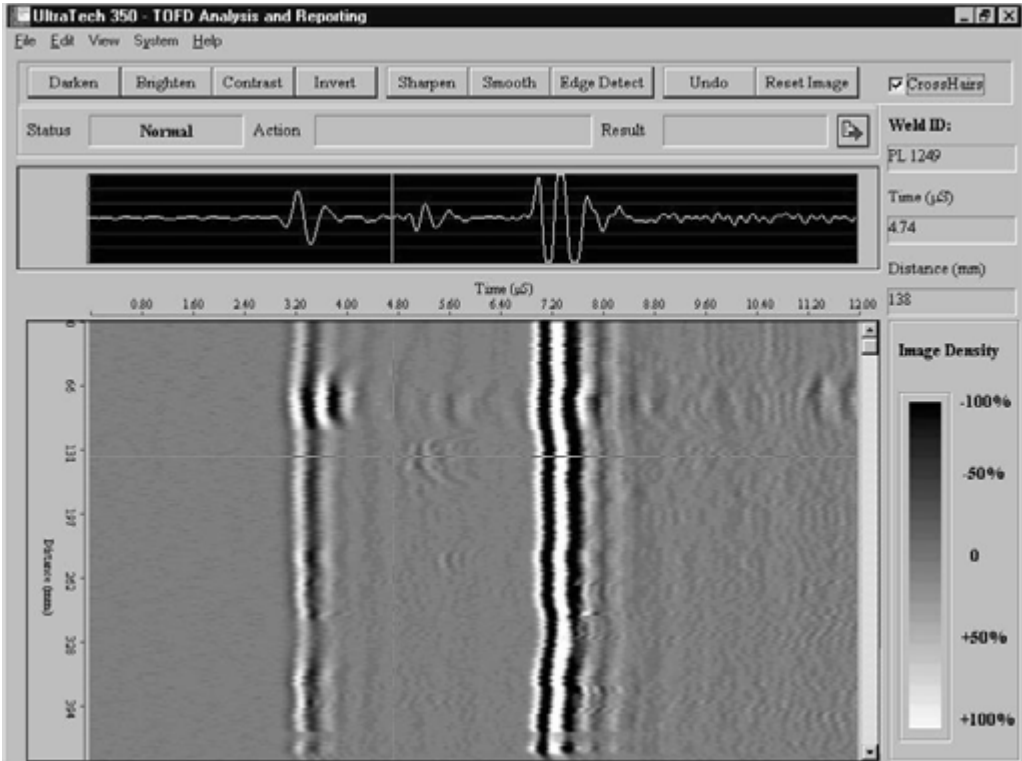 UltraTech 350 - TOFD Analysis and Reporting
File Edit View System Help
Darken Brighten Contrast Invert Sharpen Smooth Edge Detect Undo Reset Image CrossHairs
Status Normal Action Result
Weld ID:
PL 1249
Time (µS)
4.74
Distance (mm)
138
Time (µS)
0.80 1.60 2.40 3.20 4.00 4.80 5.60 6.40 7.20 8.00 8.80 9.60 10.40 11.20 12.00
0
66
131
197
262
328
394
Distance (mm)
Image Density
-100%
-50%
0
+50%
+100%